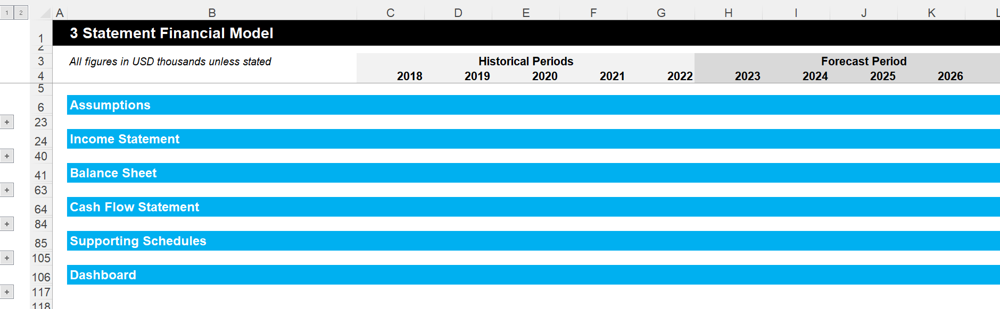 1 2 A B C D E F G H I J K L
1 3 Statement Financial Model
2
3 All figures in USD thousands unless stated Historical Periods Forecast Period
4 2018 2019 2020 2021 2022 2023 2024 2025 2026
5
6 Assumptions
+ 23
24 Income Statement
+ 40
41 Balance Sheet
+ 63
64 Cash Flow Statement
+ 84
85 Supporting Schedules
+ 105
106 Dashboard
+ 117
118